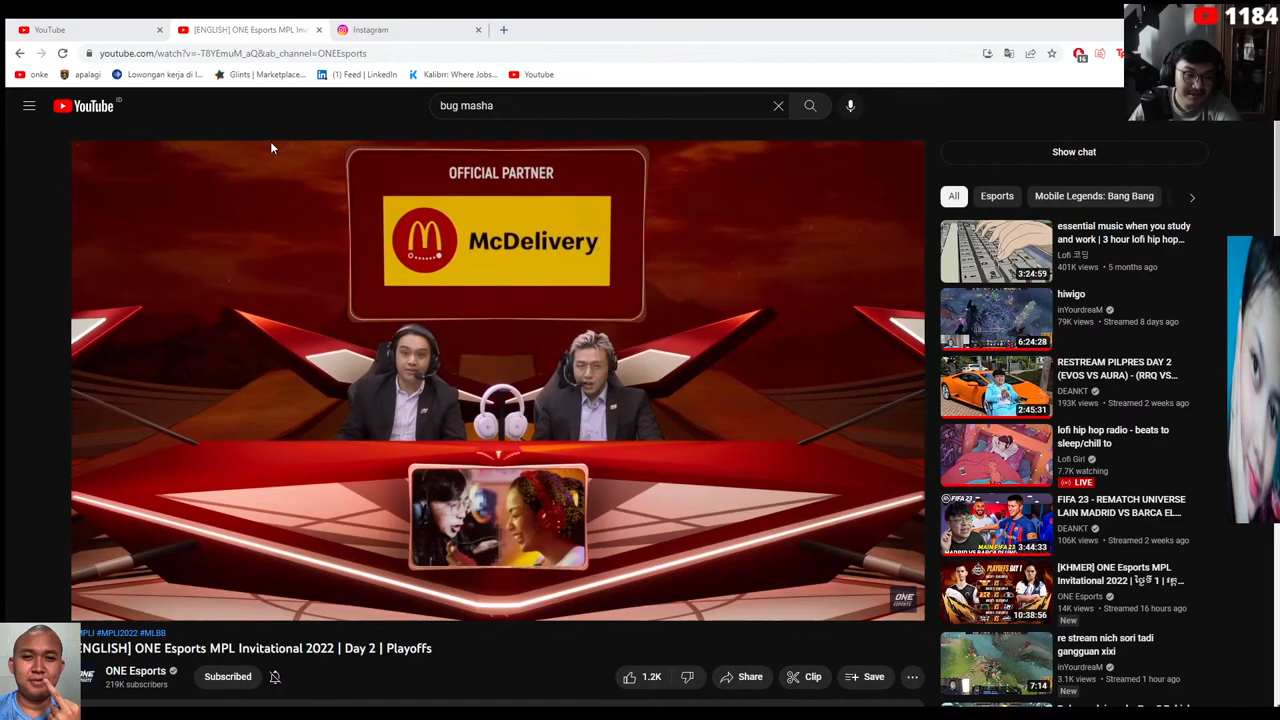 1184
YouTube
[ENGLISH] ONE Esports MPL Invi
Instagram
youtube.com/watch?v=-T8YEmuM_aQ&ab_channel=ONEEsports
16
onke
apalagi
Lowongan kerja di I...
Glints | Marketplace...
(1) Feed | LinkedIn
Kalibrr: Where Jobs...
Youtube
YouTube ID
bug masha
OFFICIAL PARTNER
McDelivery
ONE
ESPORTS
#MPLI2022 #MLBB
ENGLISH] ONE Esports MPL Invitational 2022 | Day 2 | Playoffs
ONE Esports
219K subscribers
Subscribed
1.2K
Share
Clip
Save
Show chat
All
Esports
Mobile Legends: Bang Bang
essential music when you study
and work | 3 hour lofi hip hop...
Lofi 코딩
401K views • 5 months ago
3:24:59
hiwigo
inYourdreaM
79K views • Streamed 8 days ago
6:24:28
RESTREAM PILPRES DAY 2
(EVOS VS AURA) - (RRQ VS...
DEANKT
193K views • Streamed 2 weeks ago
2:45:31
lofi hip hop radio - beats to
sleep/chill to
Lofi Girl
7.7K watching
LIVE
FIFA 23 - REMATCH UNIVERSE
LAIN MADRID VS BARCA EL...
DEANKT
106K views • Streamed 2 weeks ago
FIFA 23
3:44:33
[KHMER] ONE Esports MPL
Invitational 2022 | ថ្ងៃទី 1 |
ONE Esports
14K views • Streamed 16 hours ago
New
PLAYOFFS DAY 1
10:38:56
re stream nich sori tadi
gangguan xixi
inYourdreaM
3.1K views • Streamed 1 hour ago
New
7:14